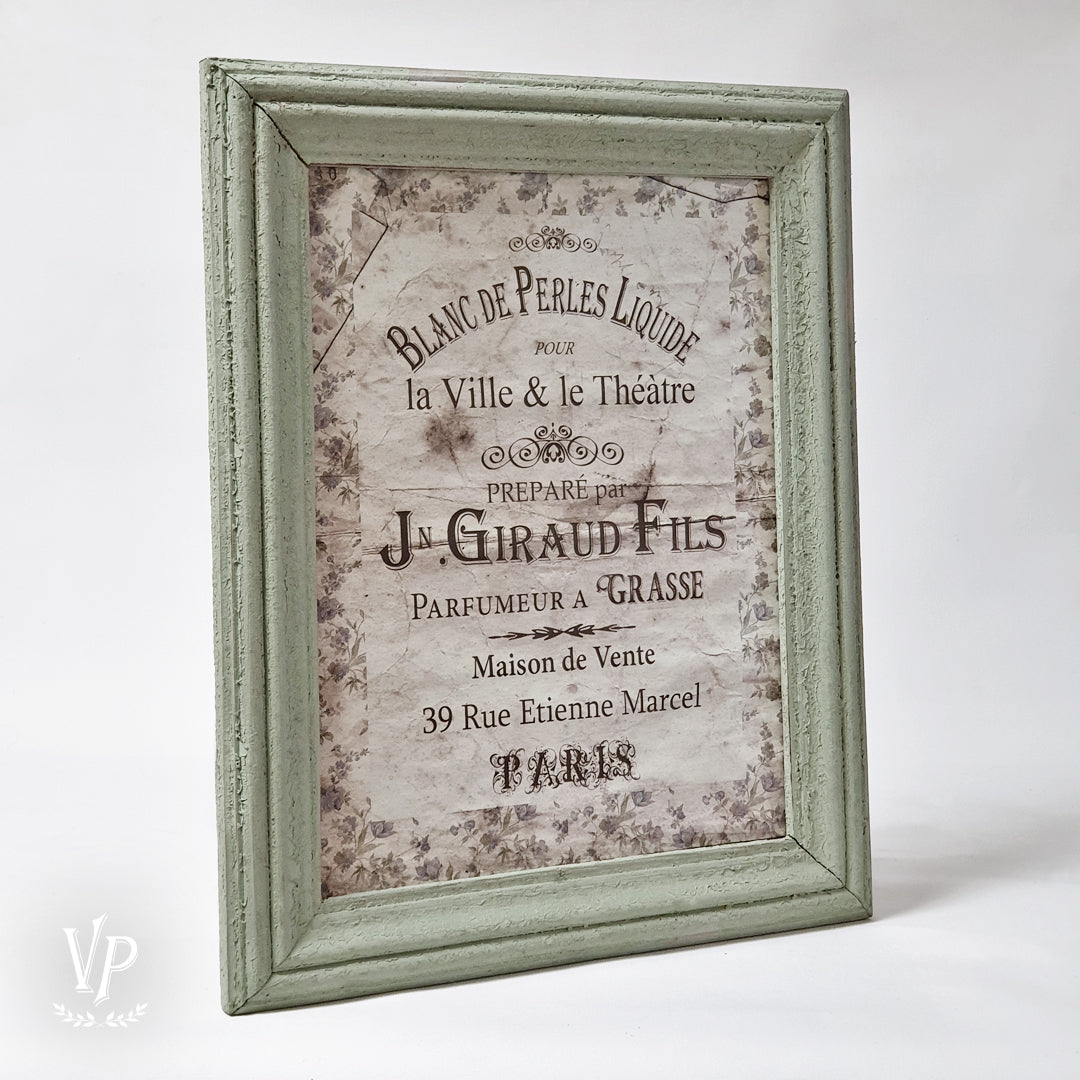 BLANC DE PERLES LIQUIDE
POUR
la Ville & le Théàtre
PREPARÉ par
JN. GIRAUD FILS
PARFUMEUR A GRASSE
Maison de Vente
39 Rue Etienne Marcel
PARIS
VP